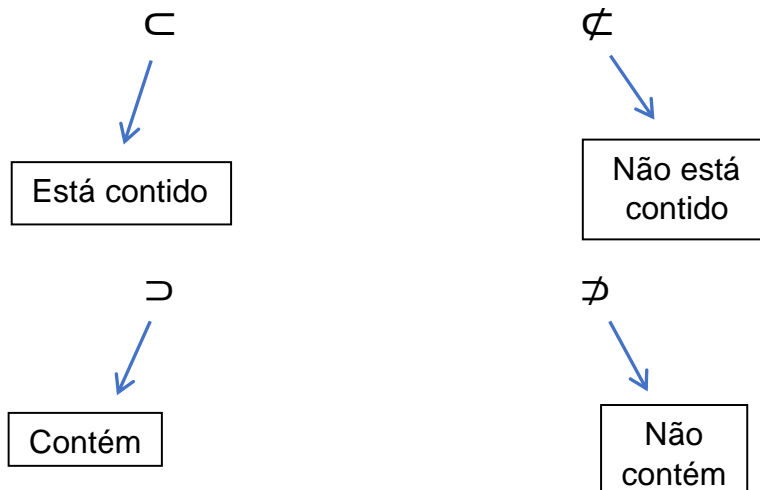 ⊂ ⊄
Está contido
Não está
contido
⊃ ⊅
Contém
Não
contém